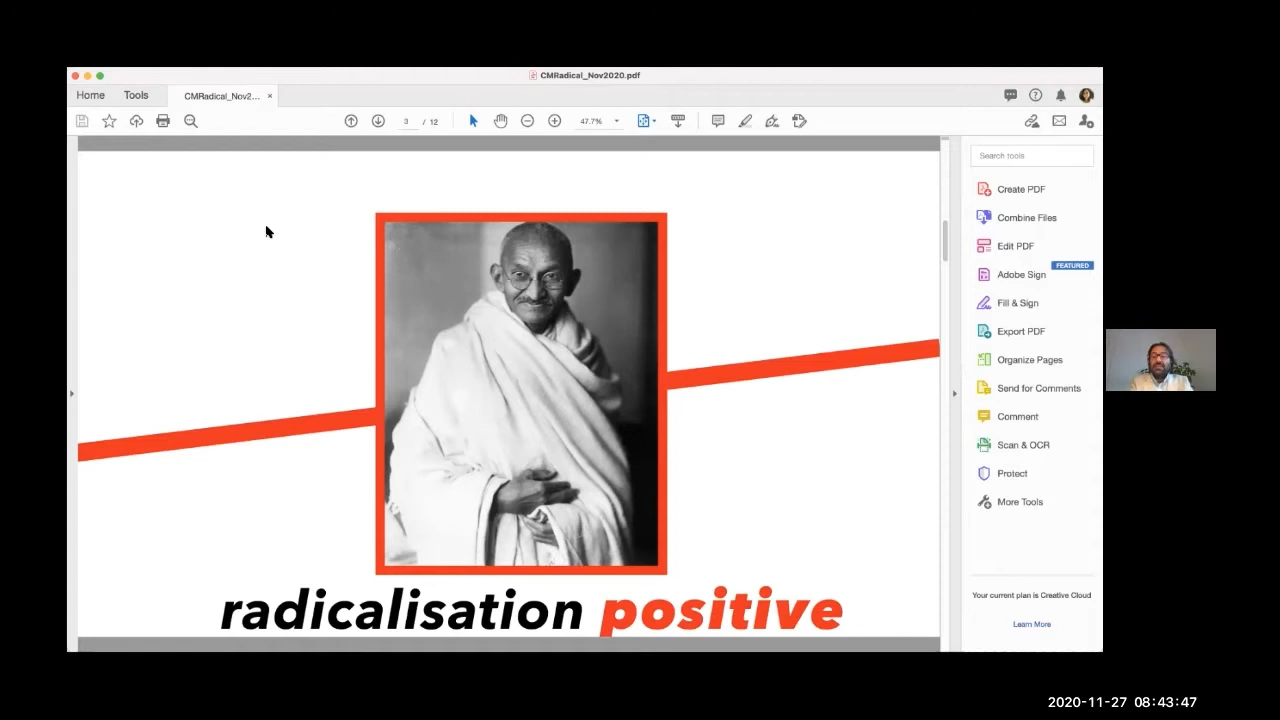 CMRadical_Nov2020.pdf
Home Tools CMRadical_Nov2... ×
3 / 12 47.7%
Search tools
Create PDF
Combine Files
Edit PDF
FEATURED
Adobe Sign
Fill & Sign
Export PDF
Organize Pages
Send for Comments
Comment
Scan & OCR
Protect
More Tools
Your current plan is Creative Cloud
Learn More
radicalisation positive
2020-11-27 08:43:47